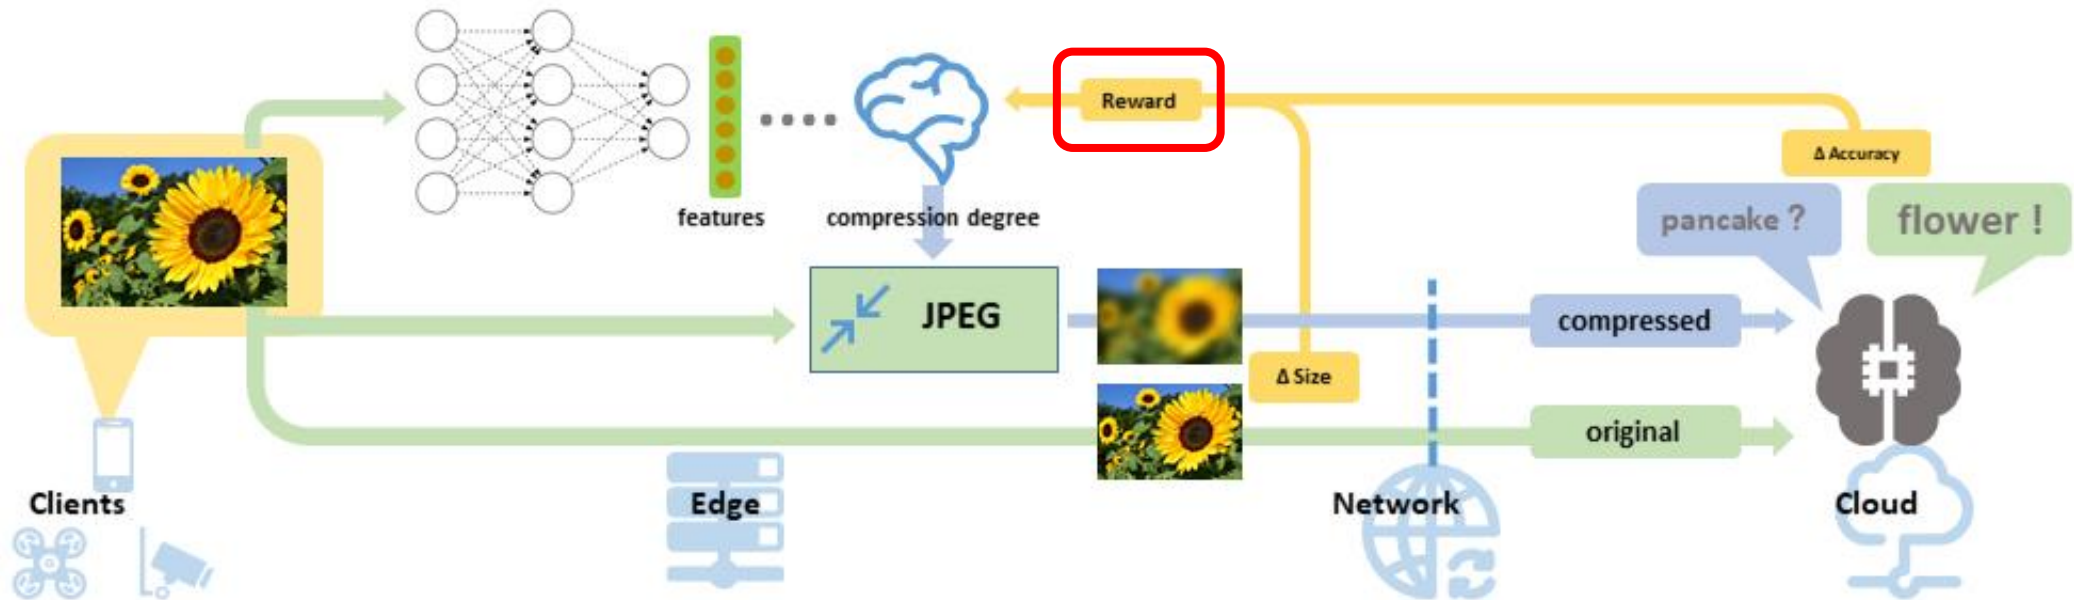 Reward
Δ Accuracy
pancake ?
flower !
features
compression degree
JPEG
compressed
Δ Size
original
Clients
Edge
Network
Cloud